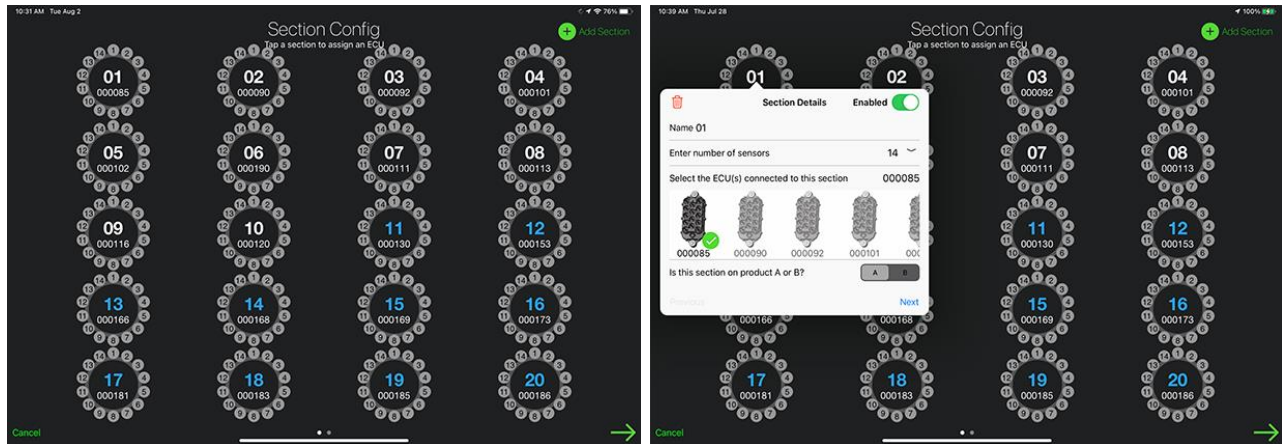 10:31 AM Tue Aug 2
76%
Section Config
Add Section
Tap a section to assign an ECU
01 02 03 04
000085 000090 000092 000101
05 06 07 08
000102 000190 000111 000113
09 10 11 12
000116 000120 000130 000153
13 14 15 16
000166 000168 000169 000173
17 18 19 20
000181 000183 000185 000186
Cancel
10:39 AM Thu Jul 28
100%
Section Config
Add Section
Tap a section to assign an ECU
01 02 03 04
000092 000101
Section Details Enabled
Name 01
Enter number of sensors 14
Select the ECU(s) connected to this section 000085
000085 000090 000092 000101 000
Is this section on product A or B? A B
Previous Next
07 08
000111 000113
11 12
000130 000153
15 16
000166 000168 000169 000173
17 18 19 20
000181 000183 000185 000186
Cancel